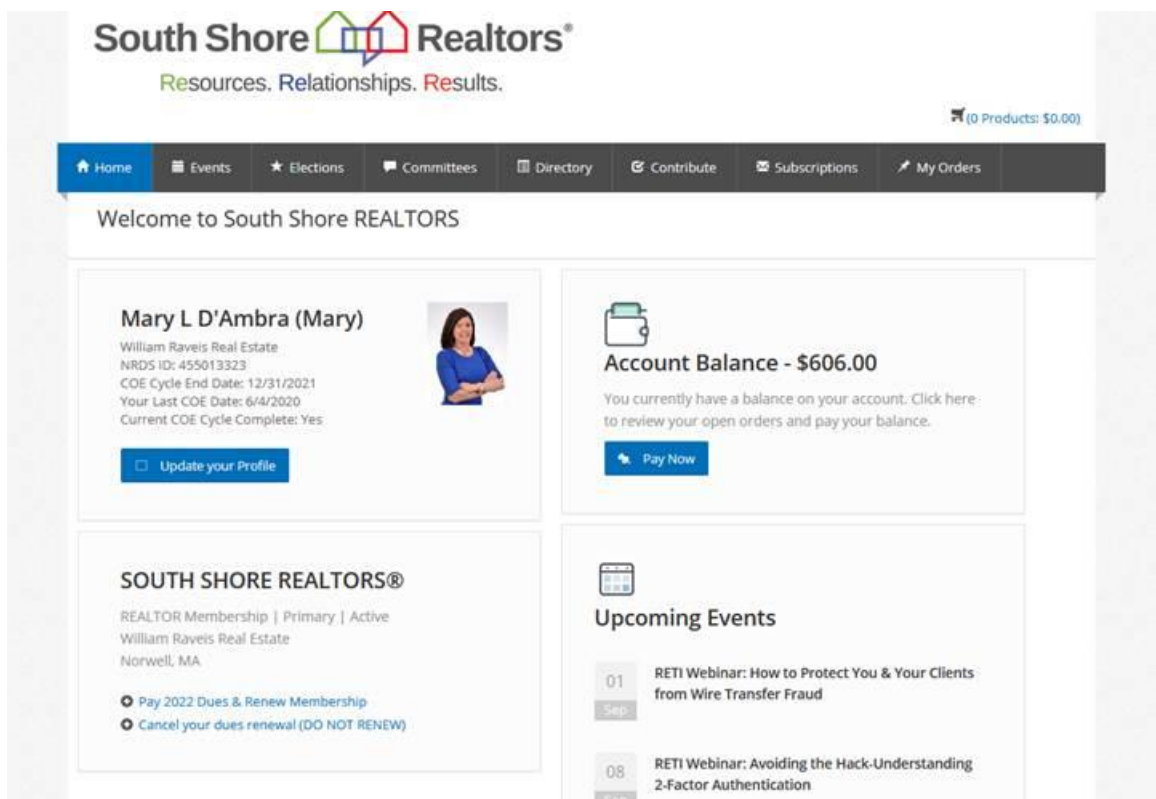 South Shore Realtors®
Resources. Relationships. Results.
(0 Products: $0.00)
Home Events Elections Committees Directory Contribute Subscriptions My Orders
Welcome to South Shore REALTORS
Mary L D'Ambra (Mary)
William Raveis Real Estate
NRDS ID: 455013323
COE Cycle End Date: 12/31/2021
Your Last COE Date: 6/4/2020
Current COE Cycle Complete: Yes
Update your Profile
Account Balance - $606.00
You currently have a balance on your account. Click here
to review your open orders and pay your balance.
Pay Now
SOUTH SHORE REALTORS®
REALTOR Membership | Primary | Active
William Raveis Real Estate
Norwell, MA
Pay 2022 Dues & Renew Membership
Cancel your dues renewal (DO NOT RENEW)
Upcoming Events
01
Sep
RETI Webinar: How to Protect You & Your Clients
from Wire Transfer Fraud
08
RETI Webinar: Avoiding the Hack-Understanding
2-Factor Authentication